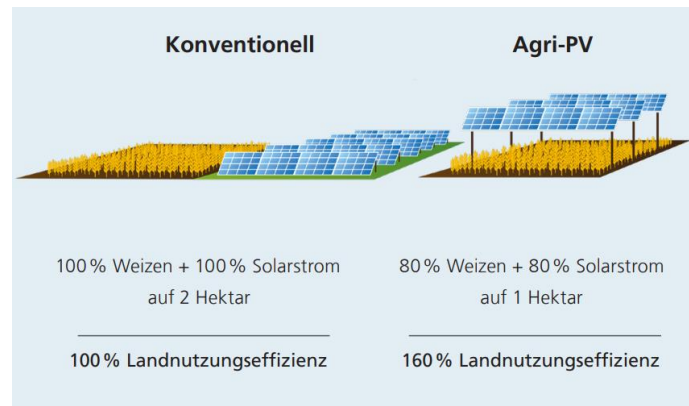 Konventionell
100 % Weizen + 100 % Solarstrom
auf 2 Hektar
100 % Landnutzungseffizienz
Agri-PV
80 % Weizen + 80 % Solarstrom
auf 1 Hektar
160 % Landnutzungseffizienz